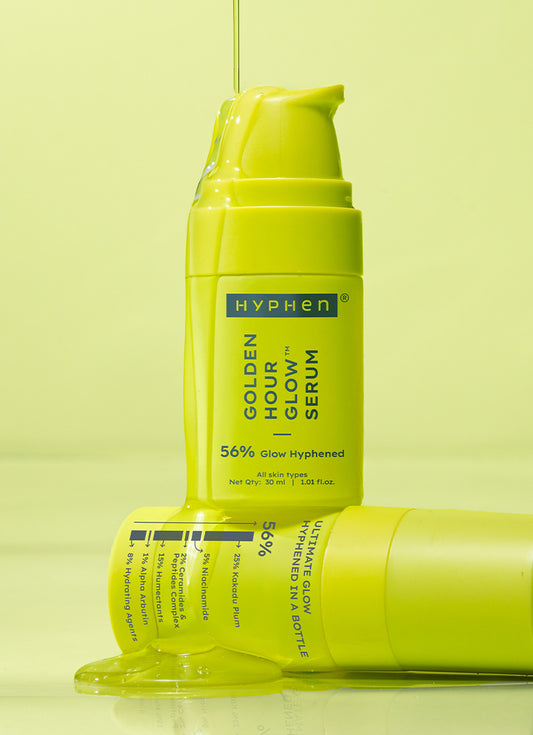 HYPHEN®
GOLDEN
HOUR
GLOW™
SERUM
56% Glow Hyphened
All skin types
Net Qty: 30 ml | 1.01 fl.oz.
ULTIMATE GLOW
HYPHENED IN A BOTTLE
56%
25% Kakadu Plum
5% Niacinamide
2% Ceramides &
Peptides Complex
15% Humectants
1% Alpha Arbutin
8% Hydrating Agents